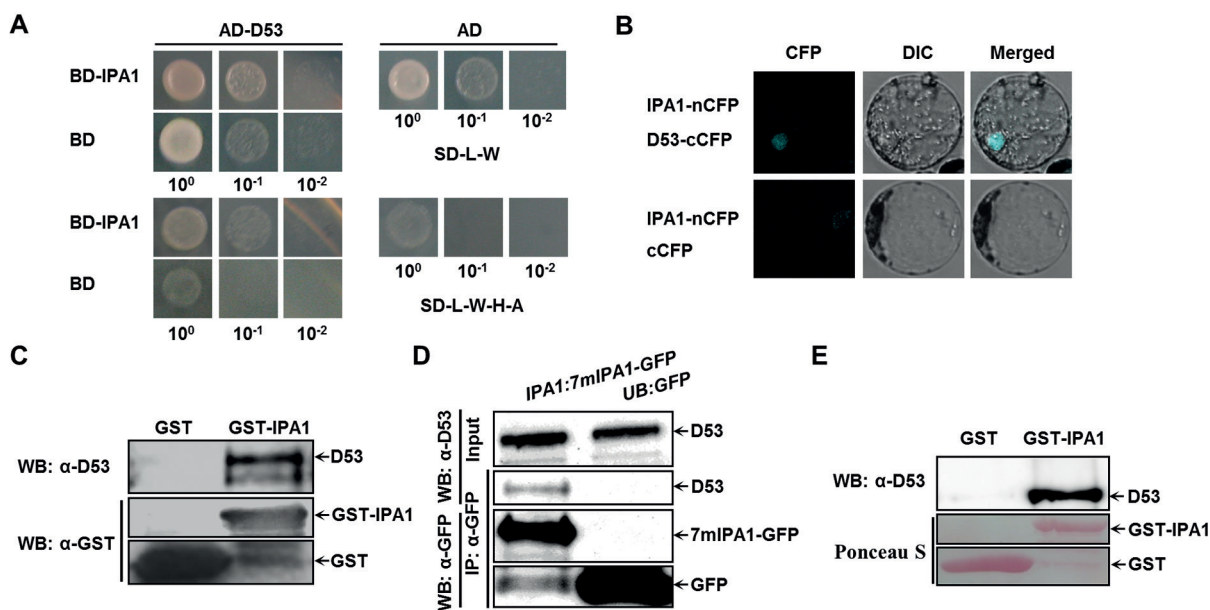 A
AD-D53
AD
BD-IPA1
BD
10⁰ 10⁻¹ 10⁻²
SD-L-W
10⁰ 10⁻¹ 10⁻²
BD-IPA1
BD
10⁰ 10⁻¹ 10⁻²
SD-L-W-H-A
10⁰ 10⁻¹ 10⁻²
B
CFP DIC Merged
IPA1-nCFP
D53-cCFP
IPA1-nCFP
cCFP
C
GST GST-IPA1
WB: α-D53
←D53
WB: α-GST
←GST-IPA1
←GST
D
IPA1:7mIPA1-GFP
UB:GFP
WB: α-D53
Input
←D53
←D53
WB: α-GFP
IP: α-GFP
←7mIPA1-GFP
←GFP
E
GST GST-IPA1
WB: α-D53
←D53
Ponceau S
←GST-IPA1
←GST